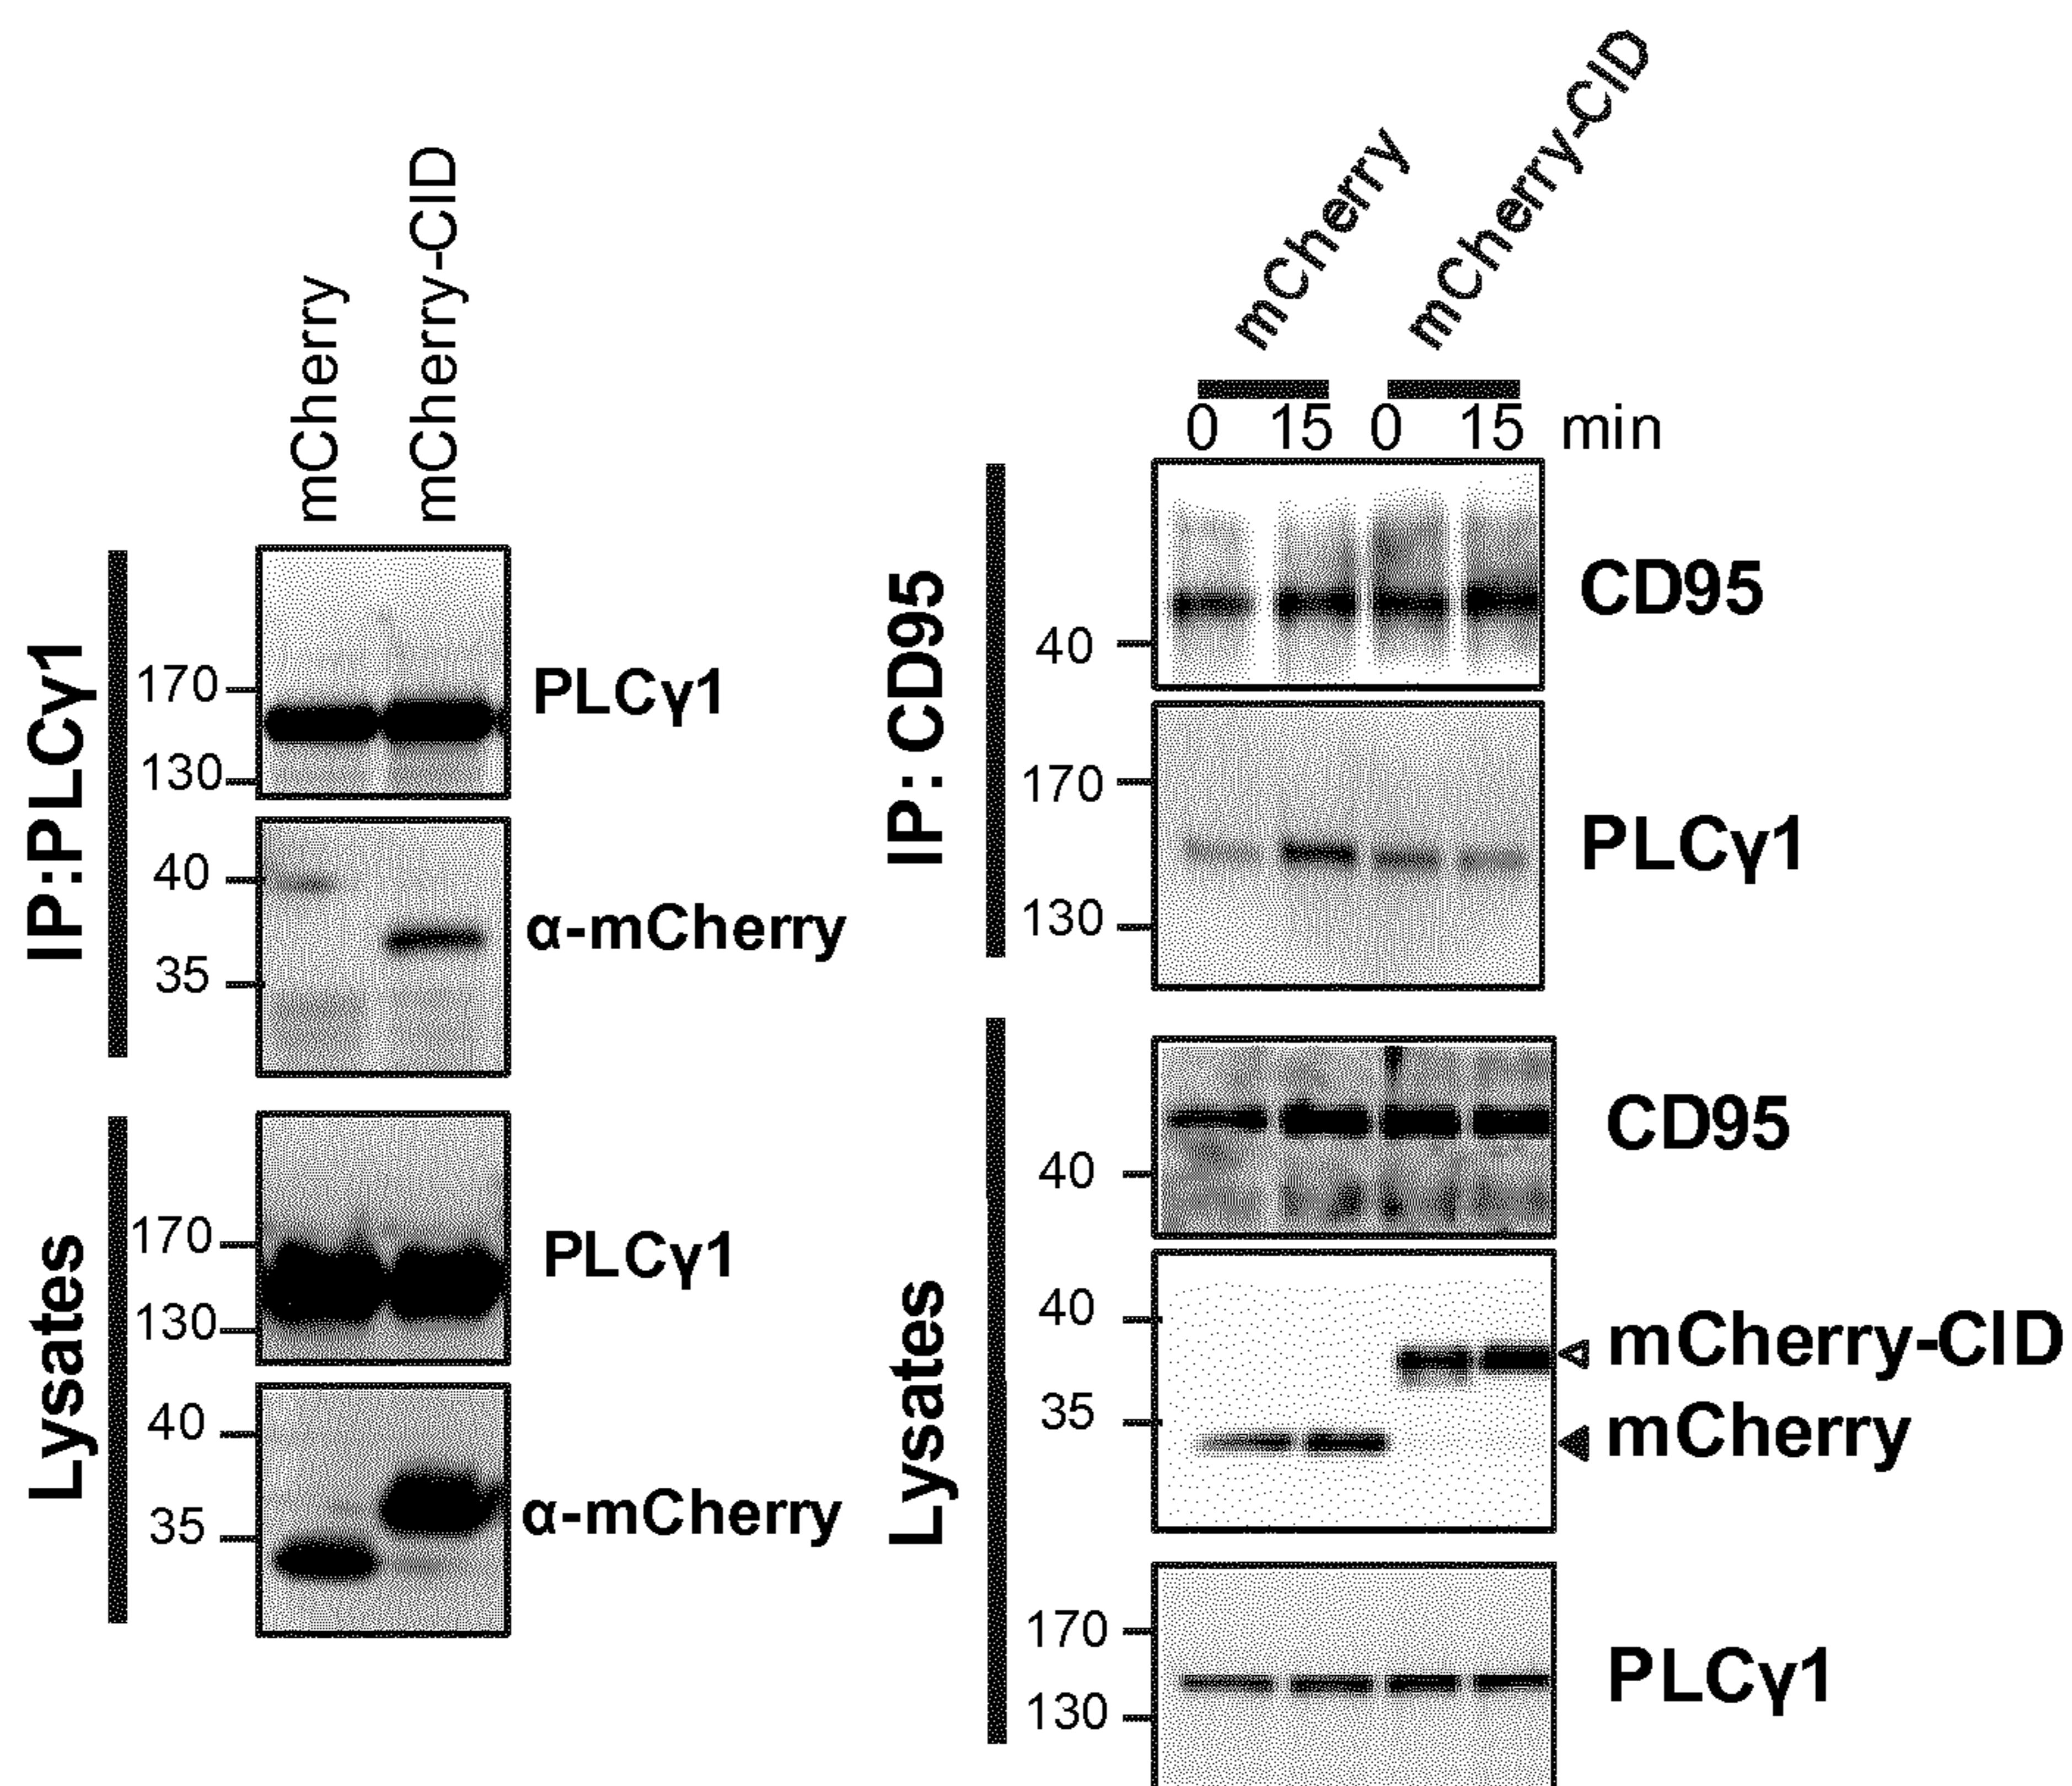 mCherry
mCherry-CID
IP:PLCγ1
170
130
PLCγ1
40
35
α-mCherry
Lysates
170
130
PLCγ1
40
35
α-mCherry
mCherry
mCherry-CID
0 15 0 15 min
IP: CD95
40
CD95
170
130
PLCγ1
Lysates
40
CD95
40
35
mCherry-CID
mCherry
170
130
PLCγ1